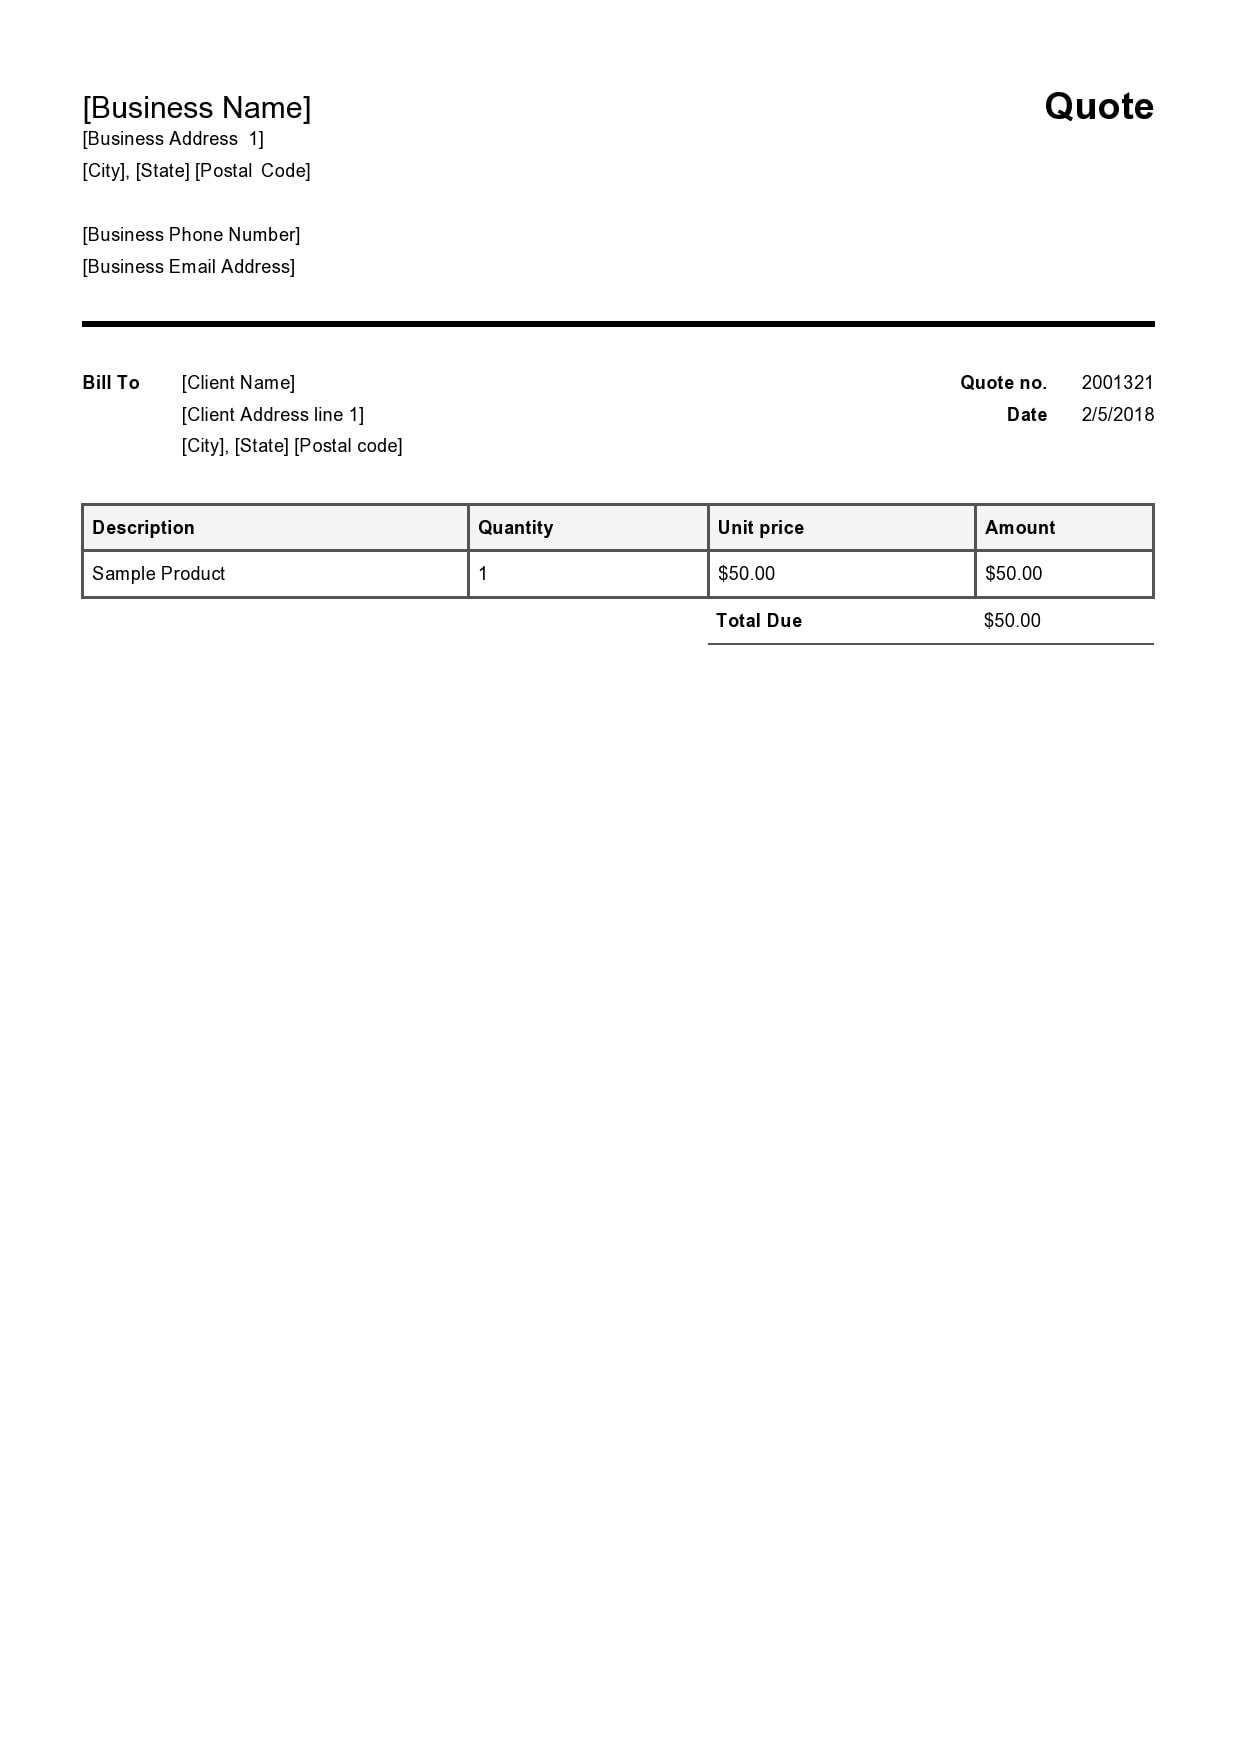 [Business Name]
Quote
[Business Address 1]
[City], [State] [Postal Code]
[Business Phone Number]
[Business Email Address]
Bill To [Client Name] Quote no. 2001321
[Client Address line 1] Date 2/5/2018
[City], [State] [Postal code]
Description Quantity Unit price Amount
Sample Product 1 $50.00 $50.00
Total Due $50.00